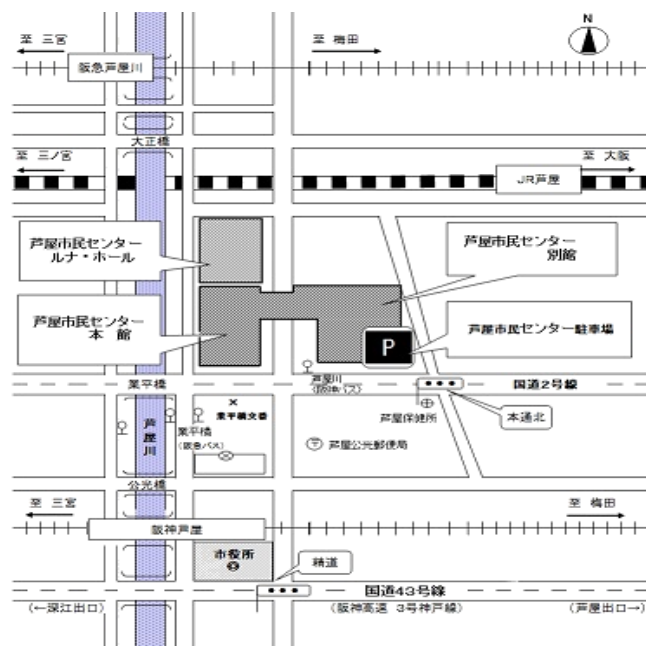 N
至 三宮
至 梅田
阪急芦屋川
大正橋
至 三ノ宮
至 大阪
JR芦屋
芦屋市民センター
ルナ・ホール
芦屋市民センター
別館
芦屋市民センター
本 館
芦屋市民センター駐車場
P
芦屋川
(阪神バス)
業平橋
国道2号線
業平橋交番
本通北
芦屋保健所
芦屋川
業平橋
(阪急バス)
芦屋公光郵便局
公光橋
至 三宮
至 梅田
阪神芦屋
市役所
精道
国道43号線
(←深江出口)
(阪神高速 3号神戸線)
(芦屋出口→)